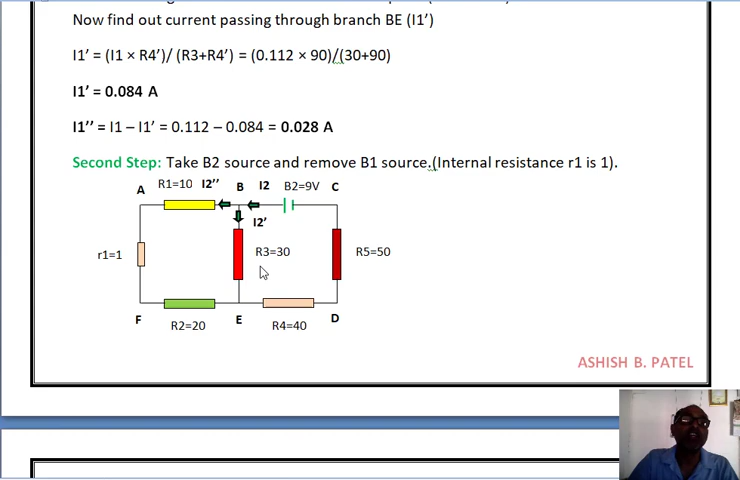 Now find out current passing through branch BE (I1')
I1' = (I1 × R4')/ (R3+R4') = (0.112 × 90)/(30+90)
I1' = 0.084 A
I1'' = I1 – I1' = 0.112 – 0.084 = 0.028 A
Second Step: Take B2 source and remove B1 source.(Internal resistance r1 is 1).
A R1=10 I2'' B I2 B2=9V C
I2'
r1=1 R3=30 R5=50
F R2=20 E R4=40 D
ASHISH B. PATEL